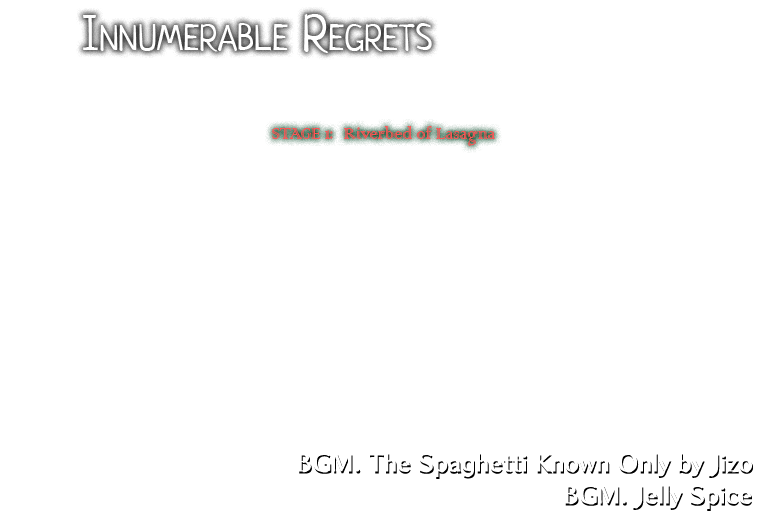 Innumerable Regrets
STAGE 1 Riverbed of Lasagna
BGM. The Spaghetti Known Only by Jizo
BGM. Jelly Spice